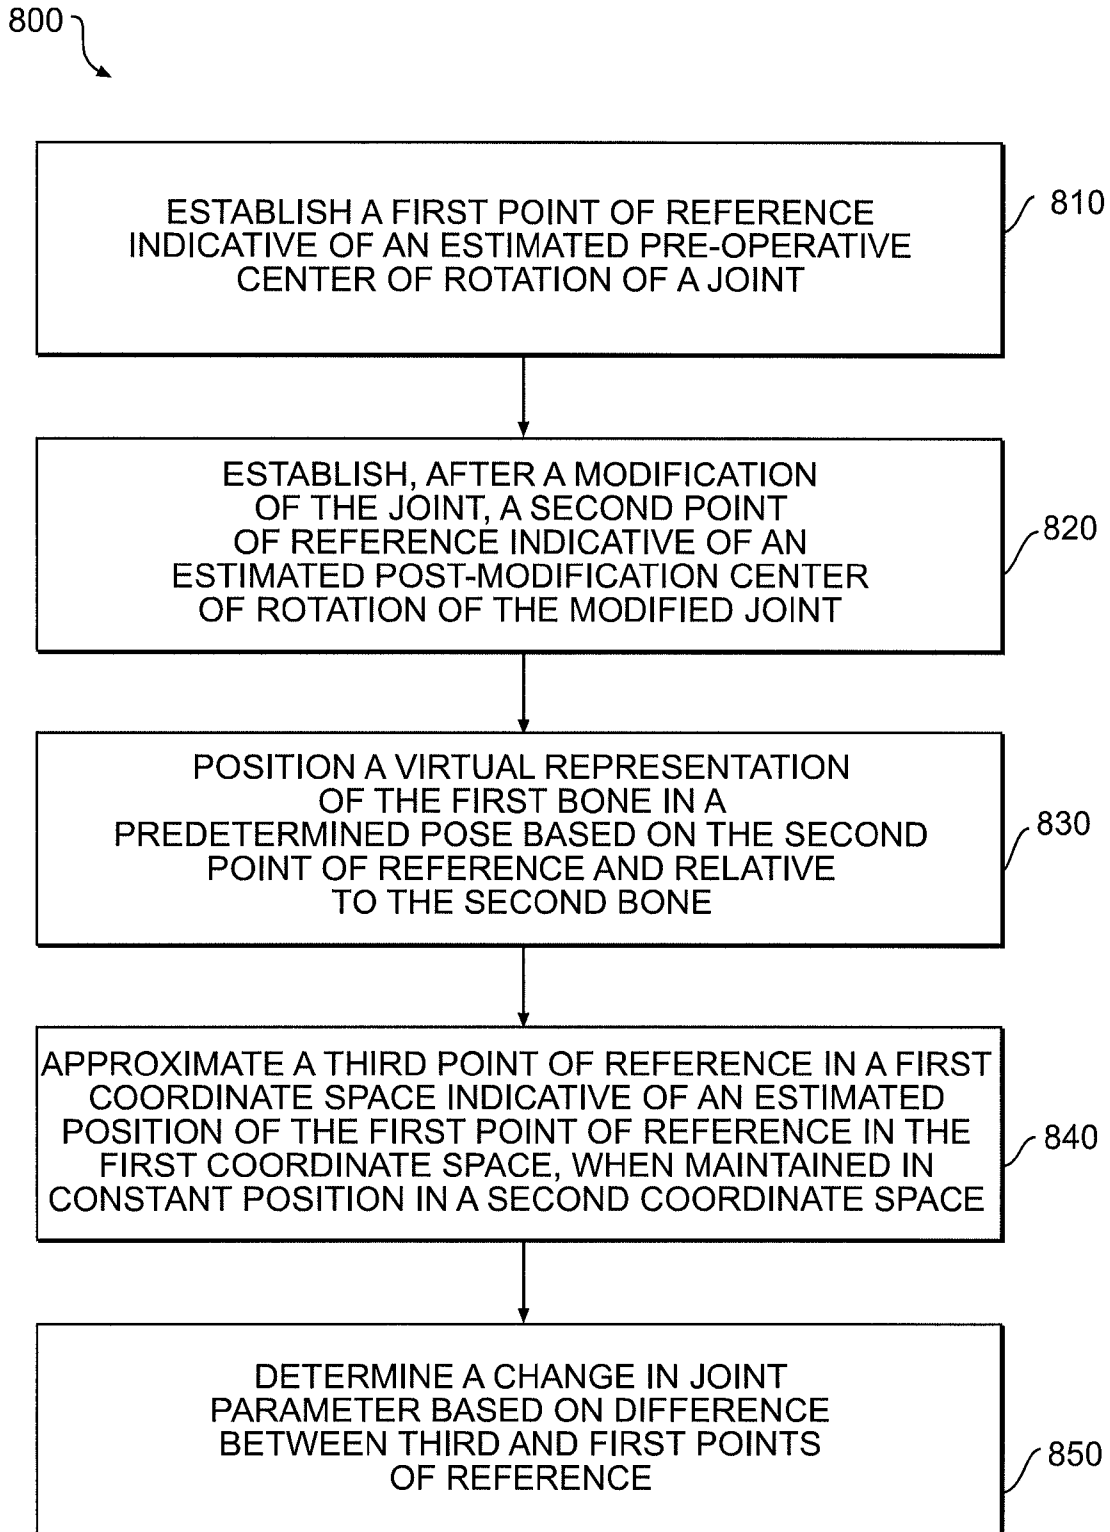 800
ESTABLISH A FIRST POINT OF REFERENCE
INDICATIVE OF AN ESTIMATED PRE-OPERATIVE
CENTER OF ROTATION OF A JOINT
810
ESTABLISH, AFTER A MODIFICATION
OF THE JOINT, A SECOND POINT
OF REFERENCE INDICATIVE OF AN
ESTIMATED POST-MODIFICATION CENTER
OF ROTATION OF THE MODIFIED JOINT
820
POSITION A VIRTUAL REPRESENTATION
OF THE FIRST BONE IN A
PREDETERMINED POSE BASED ON THE SECOND
POINT OF REFERENCE AND RELATIVE
TO THE SECOND BONE
830
APPROXIMATE A THIRD POINT OF REFERENCE IN A FIRST
COORDINATE SPACE INDICATIVE OF AN ESTIMATED
POSITION OF THE FIRST POINT OF REFERENCE IN THE
FIRST COORDINATE SPACE, WHEN MAINTAINED IN
CONSTANT POSITION IN A SECOND COORDINATE SPACE
840
DETERMINE A CHANGE IN JOINT
PARAMETER BASED ON DIFFERENCE
BETWEEN THIRD AND FIRST POINTS
OF REFERENCE
850